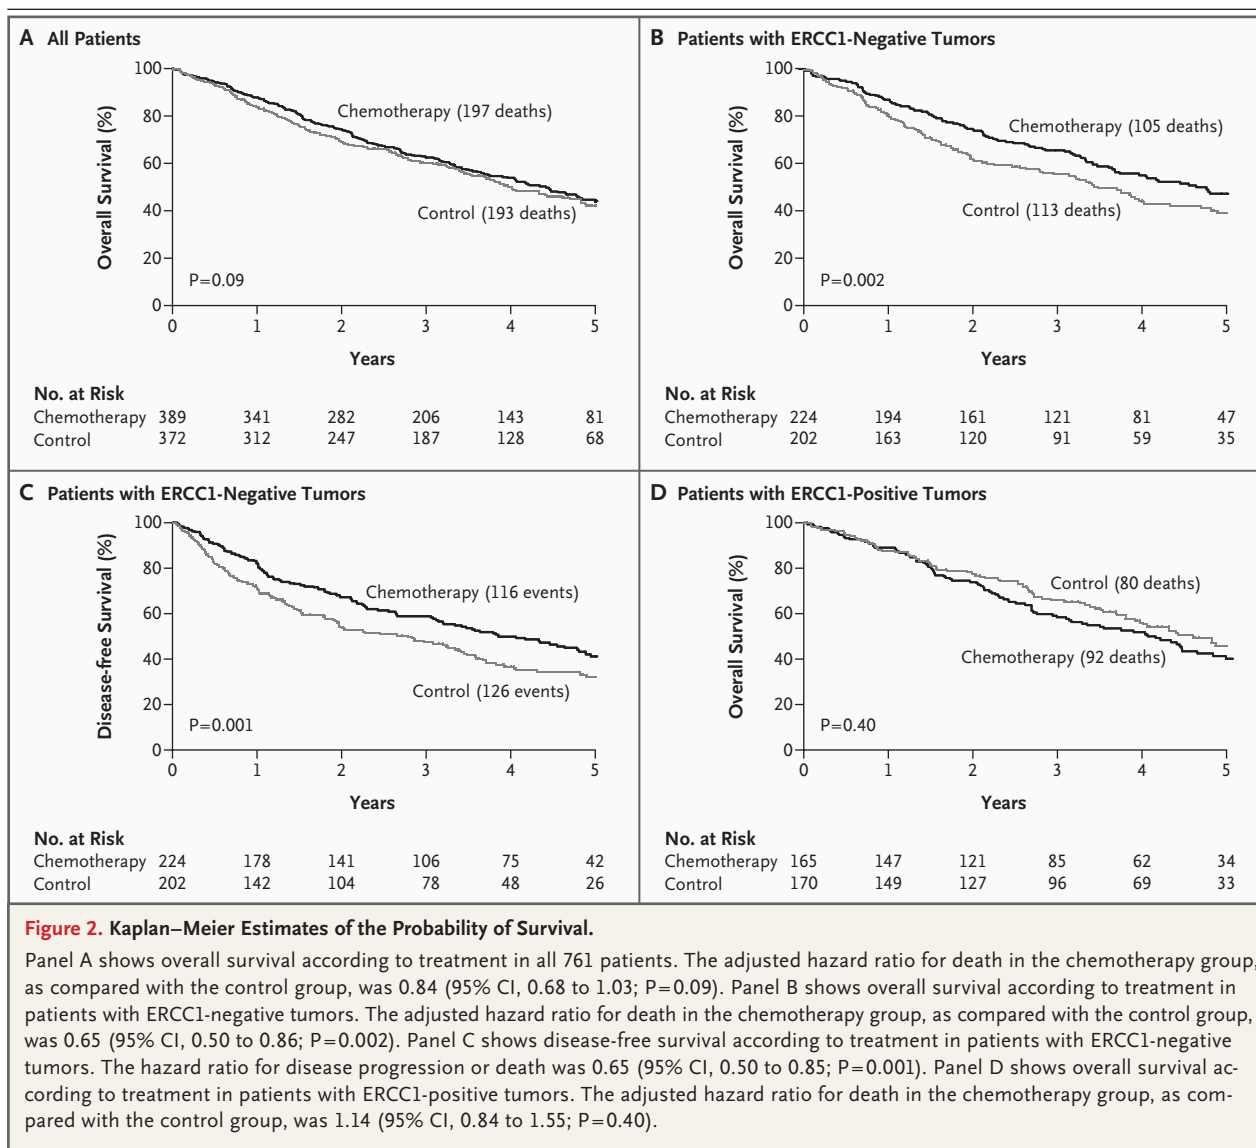 A All Patients
100
80
60
40
20
0
Overall Survival (%)
Chemotherapy (197 deaths)
Control (193 deaths)
P=0.09
0 1 2 3 4 5
Years
No. at Risk
Chemotherapy 389 341 282 206 143 81
Control 372 312 247 187 128 68
B Patients with ERCC1-Negative Tumors
100
80
60
40
20
0
Overall Survival (%)
Chemotherapy (105 deaths)
Control (113 deaths)
P=0.002
0 1 2 3 4 5
Years
No. at Risk
Chemotherapy 224 194 161 121 81 47
Control 202 163 120 91 59 35
C Patients with ERCC1-Negative Tumors
100
80
60
40
20
0
Disease-free Survival (%)
Chemotherapy (116 events)
Control (126 events)
P=0.001
0 1 2 3 4 5
Years
No. at Risk
Chemotherapy 224 178 141 106 75 42
Control 202 142 104 78 48 26
D Patients with ERCC1-Positive Tumors
100
80
60
40
20
0
Overall Survival (%)
Control (80 deaths)
Chemotherapy (92 deaths)
P=0.40
0 1 2 3 4 5
Years
No. at Risk
Chemotherapy 165 147 121 85 62 34
Control 170 149 127 96 69 33
Figure 2. Kaplan–Meier Estimates of the Probability of Survival.
Panel A shows overall survival according to treatment in all 761 patients. The adjusted hazard ratio for death in the chemotherapy group,
as compared with the control group, was 0.84 (95% CI, 0.68 to 1.03; P=0.09). Panel B shows overall survival according to treatment in
patients with ERCC1-negative tumors. The adjusted hazard ratio for death in the chemotherapy group, as compared with the control group,
was 0.65 (95% CI, 0.50 to 0.86; P=0.002). Panel C shows disease-free survival according to treatment in patients with ERCC1-negative
tumors. The hazard ratio for disease progression or death was 0.65 (95% CI, 0.50 to 0.85; P=0.001). Panel D shows overall survival ac-
cording to treatment in patients with ERCC1-positive tumors. The adjusted hazard ratio for death in the chemotherapy group, as com-
pared with the control group, was 1.14 (95% CI, 0.84 to 1.55; P=0.40).